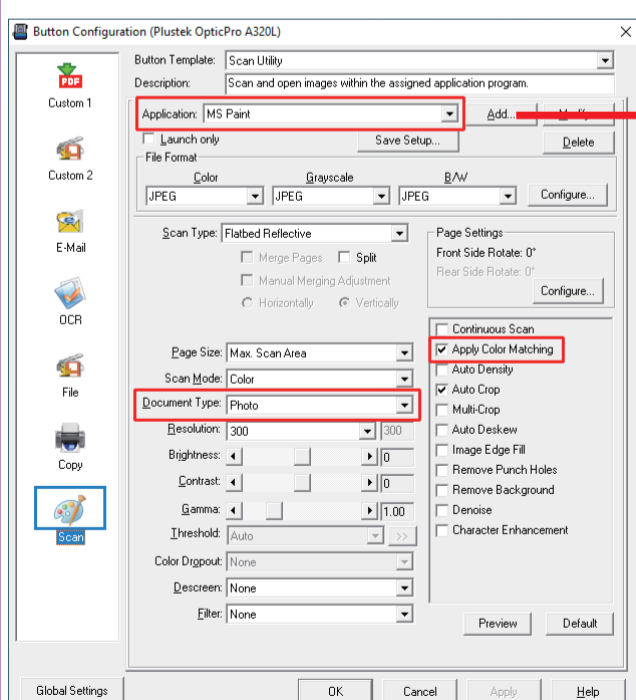 Button Configuration (Plustek OpticPro A320L)
Button Template: Scan Utility
Description: Scan and open images within the assigned application program.
Application: MS Paint Add...
Launch only Save Setup... Delete
File Format
Color Grayscale B/W
JPEG JPEG JPEG Configure...
Scan Type: Flatbed Reflective
Merge Pages Split
Manual Merging Adjustment
Horizontally Vertically
Page Settings
Front Side Rotate: 0°
Rear Side Rotate: 0°
Configure...
Page Size: Max. Scan Area
Scan Mode: Color
Document Type: Photo
Resolution: 300 300
Brightness: 0
Contrast: 0
Gamma: 1.00
Threshold: Auto >>
Color Dropout: None
Descreen: None
Filter: None
Continuous Scan
Apply Color Matching
Auto Density
Auto Crop
Multi-Crop
Auto Deskew
Image Edge Fill
Remove Punch Holes
Remove Background
Denoise
Character Enhancement
Preview Default
PDF
Custom 1
Custom 2
E-Mail
OCR
File
Copy
Scan
Global Settings OK Cancel Apply Help